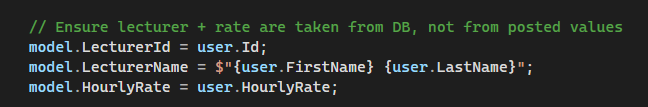 // Ensure lecturer + rate are taken from DB, not from posted values
model.LecturerId = user.Id;
model.LecturerName = $"{user.FirstName} {user.LastName}";
model.HourlyRate = user.HourlyRate;